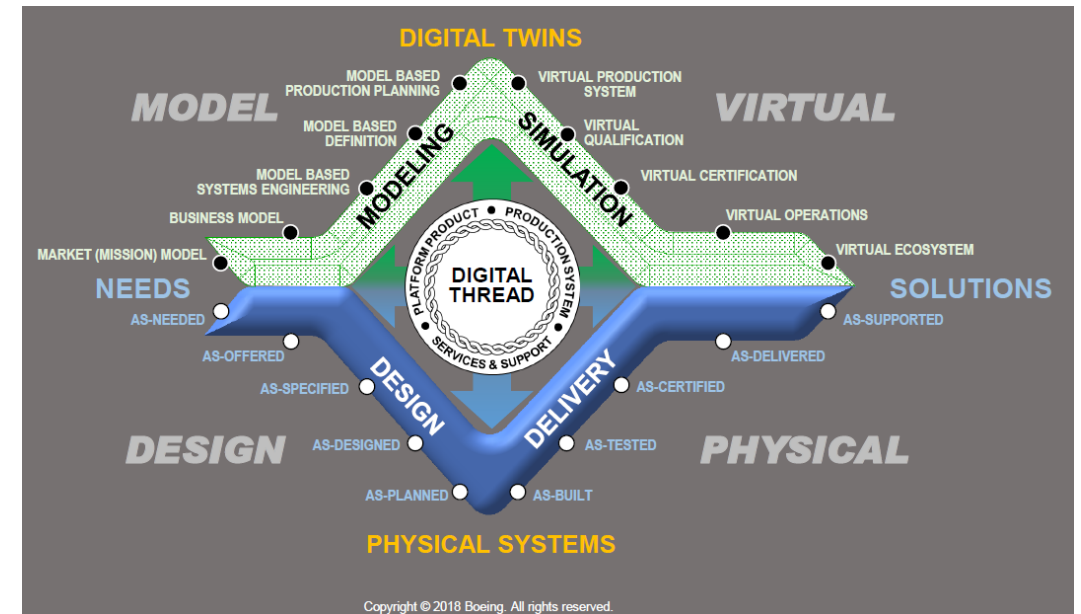 DIGITAL TWINS
MODEL
VIRTUAL
MODEL BASED
PRODUCTION PLANNING
VIRTUAL PRODUCTION
SYSTEM
MODEL BASED
DEFINITION
VIRTUAL
QUALIFICATION
MODELING
SIMULATION
MODEL BASED
SYSTEMS ENGINEERING
VIRTUAL CERTIFICATION
BUSINESS MODEL
VIRTUAL OPERATIONS
MARKET (MISSION) MODEL
VIRTUAL ECOSYSTEM
PLATFORM PRODUCT • PRODUCTION SYSTEM • SERVICES & SUPPORT •
DIGITAL
THREAD
NEEDS
SOLUTIONS
AS-NEEDED
AS-SUPPORTED
AS-OFFERED
AS-DELIVERED
AS-SPECIFIED
AS-CERTIFIED
DESIGN
DELIVERY
DESIGN
PHYSICAL
AS-DESIGNED
AS-TESTED
AS-PLANNED
AS-BUILT
PHYSICAL SYSTEMS
Copyright © 2018 Boeing. All rights reserved.